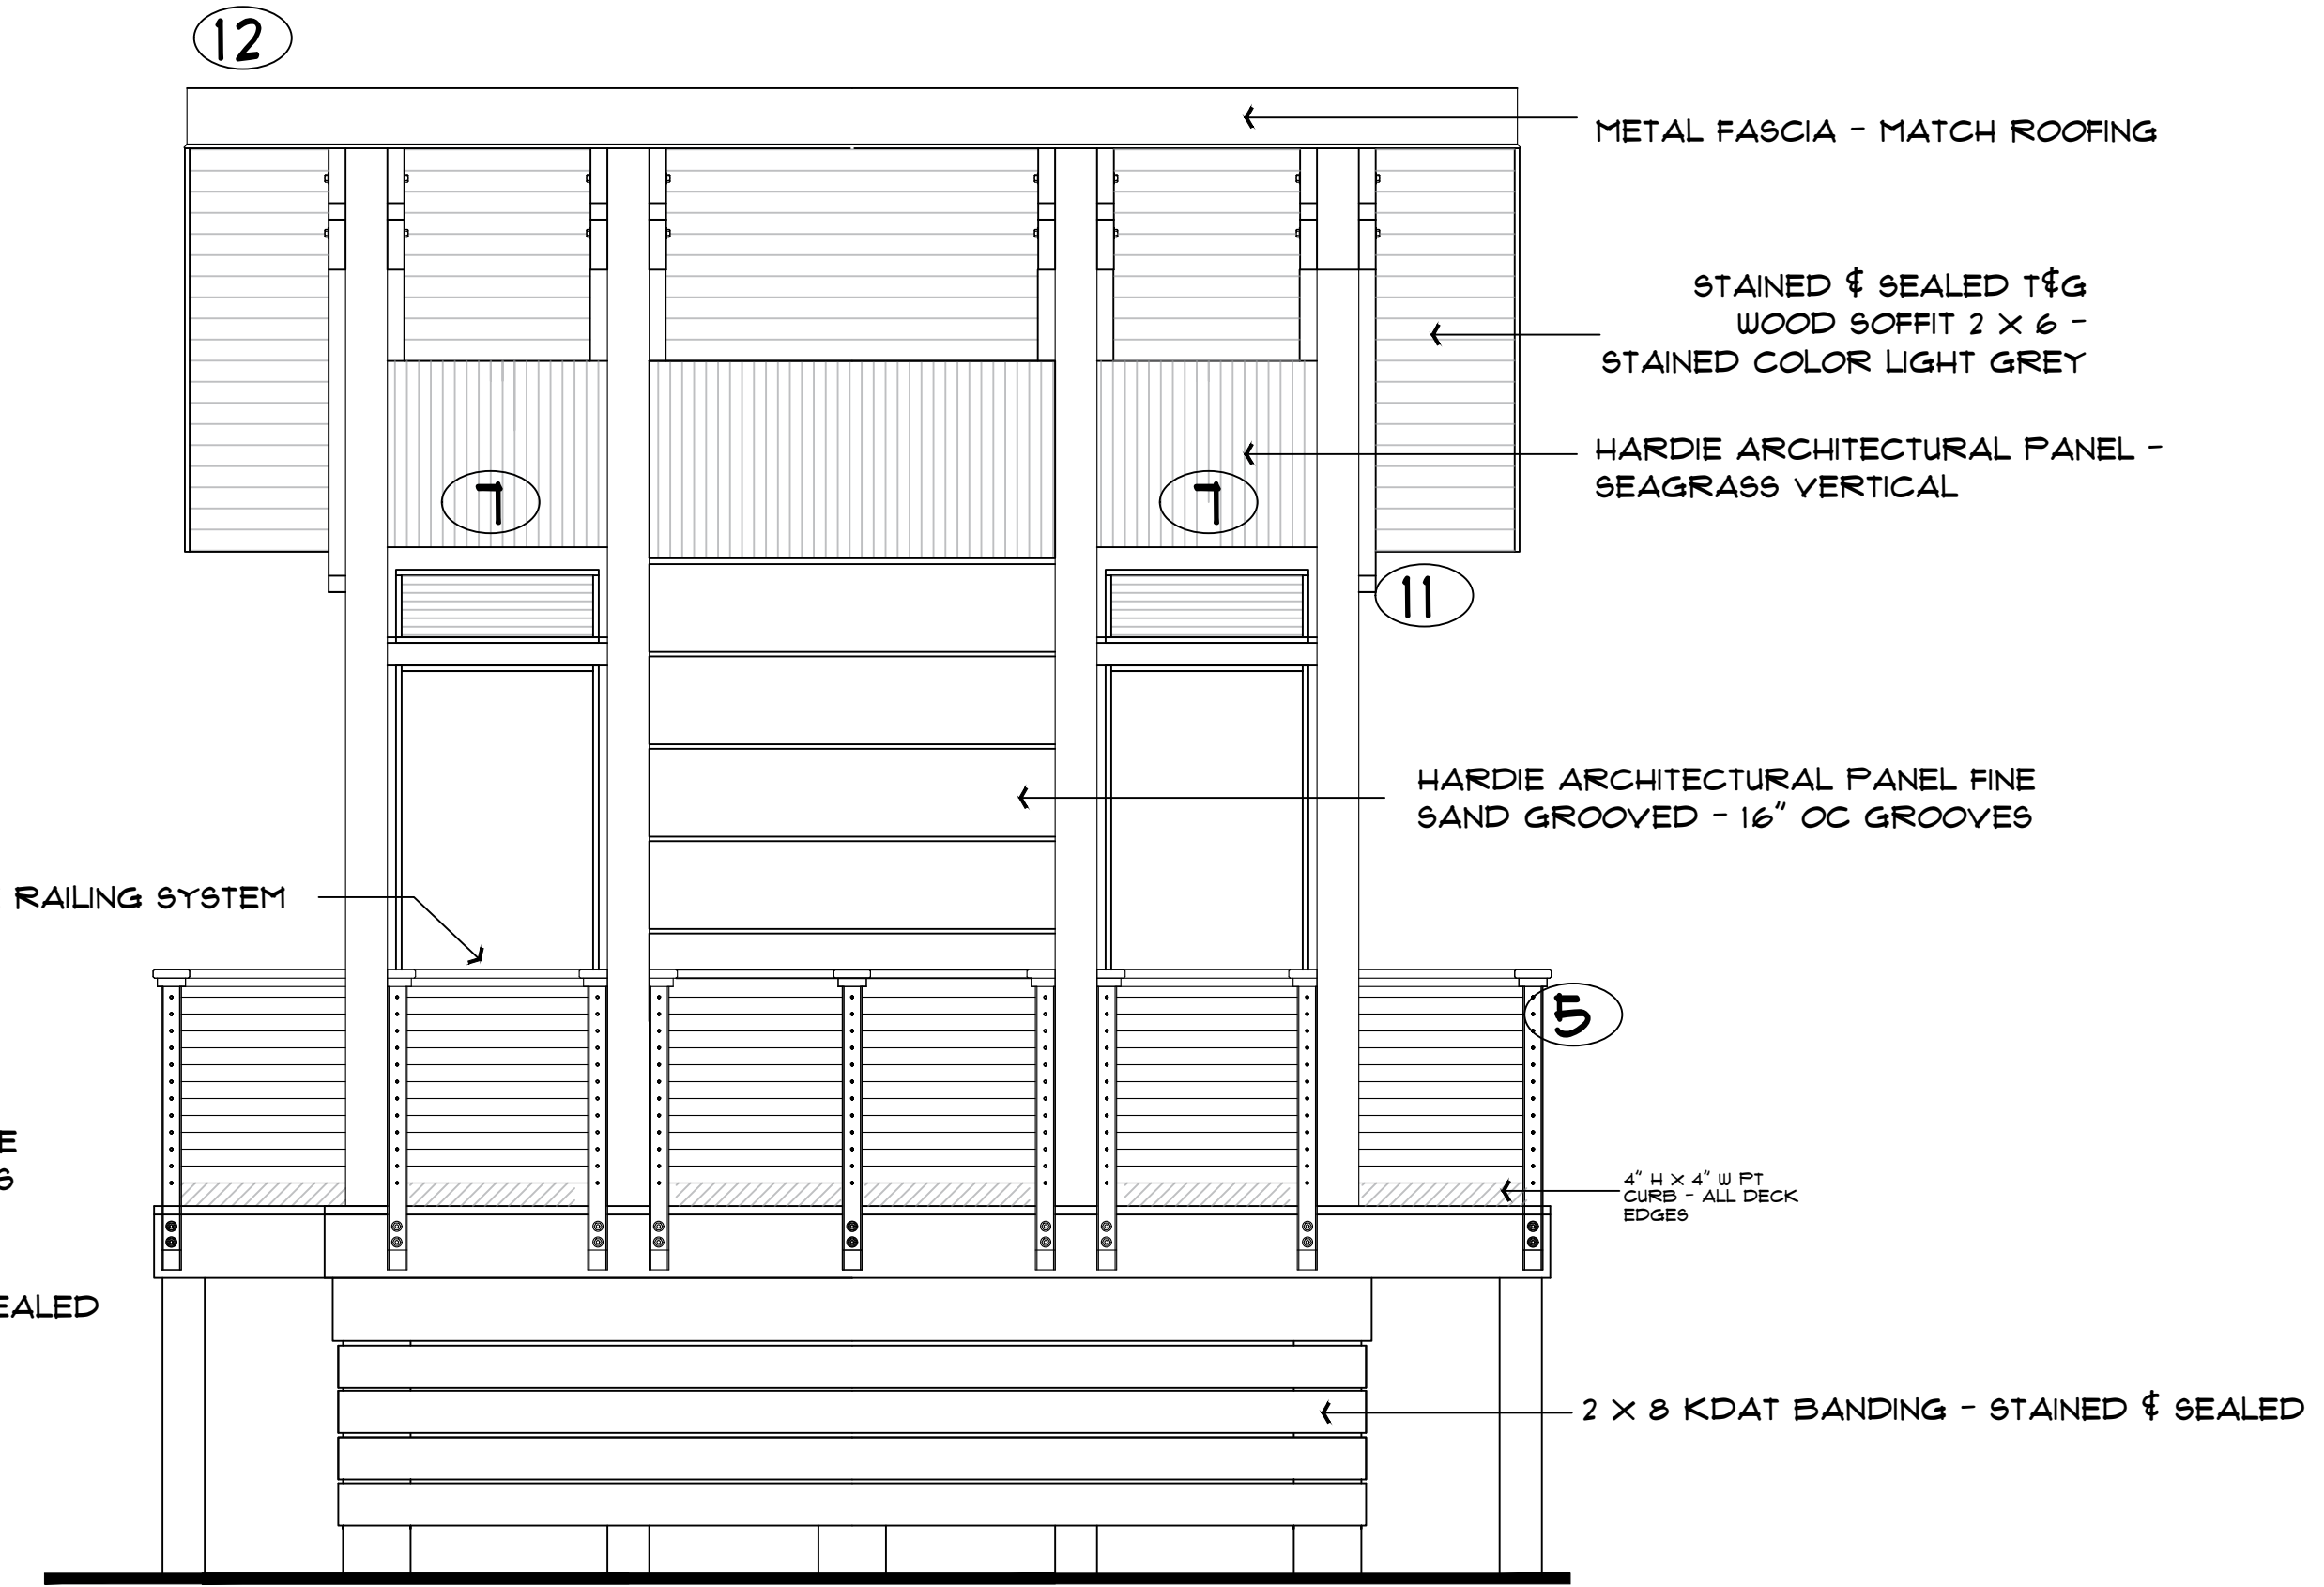 12
METAL FASCIA - MATCH ROOFING
STAINED & SEALED T&G
WOOD SOFFIT 2 X 6 -
STAINED COLOR LIGHT GREY
HARDIE ARCHITECTURAL PANEL -
SEAGRASS VERTICAL
7
7
11
HARDIE ARCHITECTURAL PANEL FINE
SAND GROOVED - 16" OC GROOVES
RAILING SYSTEM
5
E
S
4" H X 4" W PT
CURB - ALL DECK
EDGES
EALED
2 X 8 KDAT BANDING - STAINED & SEALED